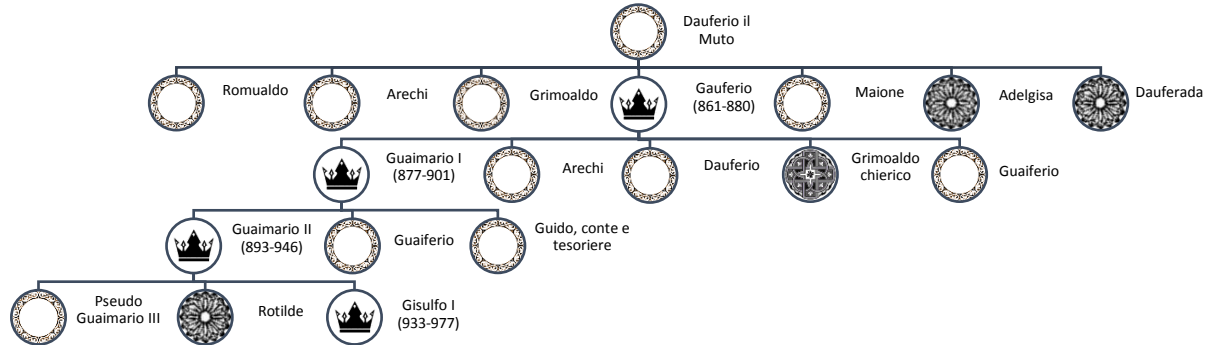 Dauferio il
Muto
Romualdo
Arechi
Grimoaldo
Gauferio
(861-880)
Maione
Adelgisa
Dauferada
Guaimario I
(877-901)
Arechi
Dauferio
Grimoaldo
chierico
Guaiferio
Guaimario II
(893-946)
Guaiferio
Guido, conte e
tesoriere
Pseudo
Guaimario III
Rotilde
Gisulfo I
(933-977)